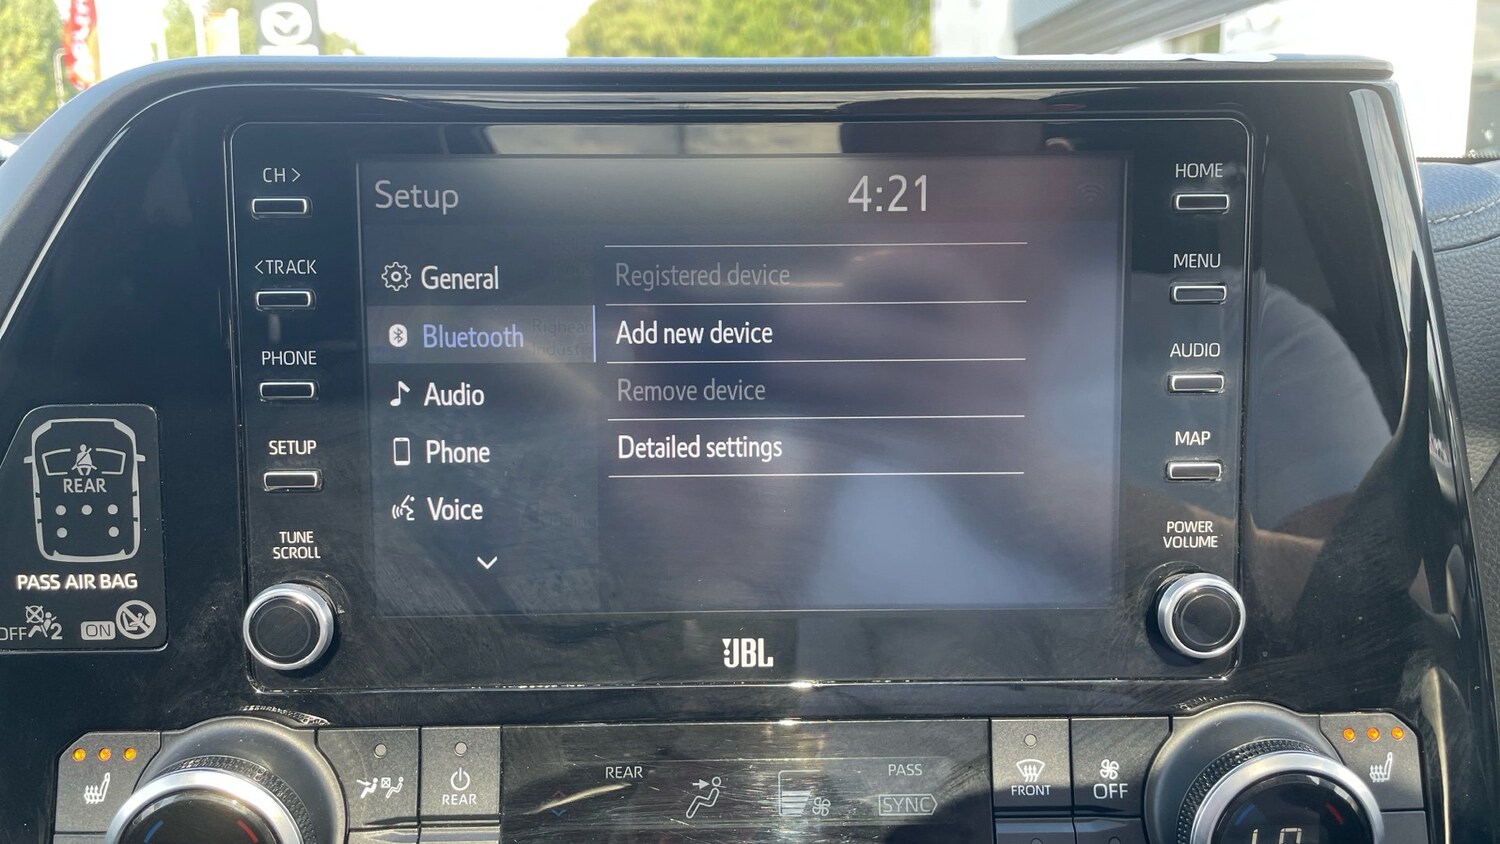 CH >
<TRACK
PHONE
SETUP
TUNE
SCROLL
Setup
4:21
General
Bluetooth
Audio
Phone
Voice
Registered device
Add new device
Remove device
Detailed settings
HOME
MENU
AUDIO
MAP
POWER
VOLUME
JBL
REAR
PASS AIR BAG
OFF
2
ON
REAR
REAR
PASS
SYNC
FRONT
OFF